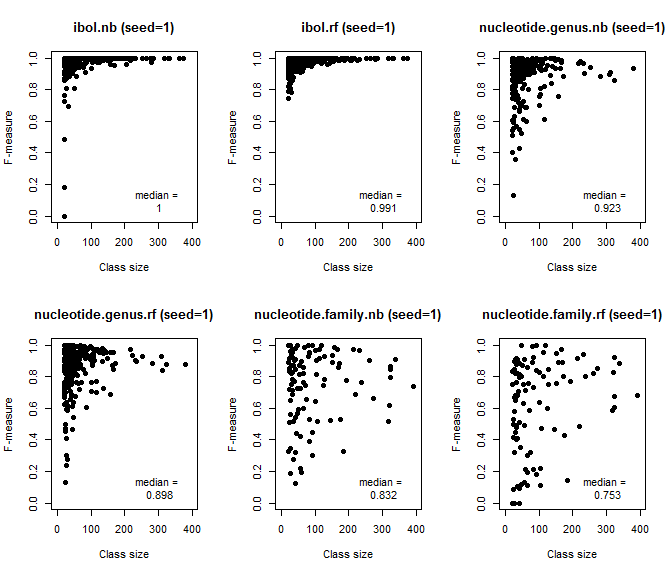 ibol.nb (seed=1)
F-measure
1.0
0.8
0.6
0.4
0.2
0.0
median =
1
0 100 200 300 400
Class size
ibol.rf (seed=1)
F-measure
1.0
0.8
0.6
0.4
0.2
0.0
median =
0.991
0 100 200 300 400
Class size
nucleotide.genus.nb (seed=1)
F-measure
1.0
0.8
0.6
0.4
0.2
0.0
median =
0.923
0 100 200 300 400
Class size
nucleotide.genus.rf (seed=1)
F-measure
1.0
0.8
0.6
0.4
0.2
0.0
median =
0.898
0 100 200 300 400
Class size
nucleotide.family.nb (seed=1)
F-measure
1.0
0.8
0.6
0.4
0.2
0.0
median =
0.832
0 100 200 300 400
Class size
nucleotide.family.rf (seed=1)
F-measure
1.0
0.8
0.6
0.4
0.2
0.0
median =
0.753
0 100 200 300 400
Class size